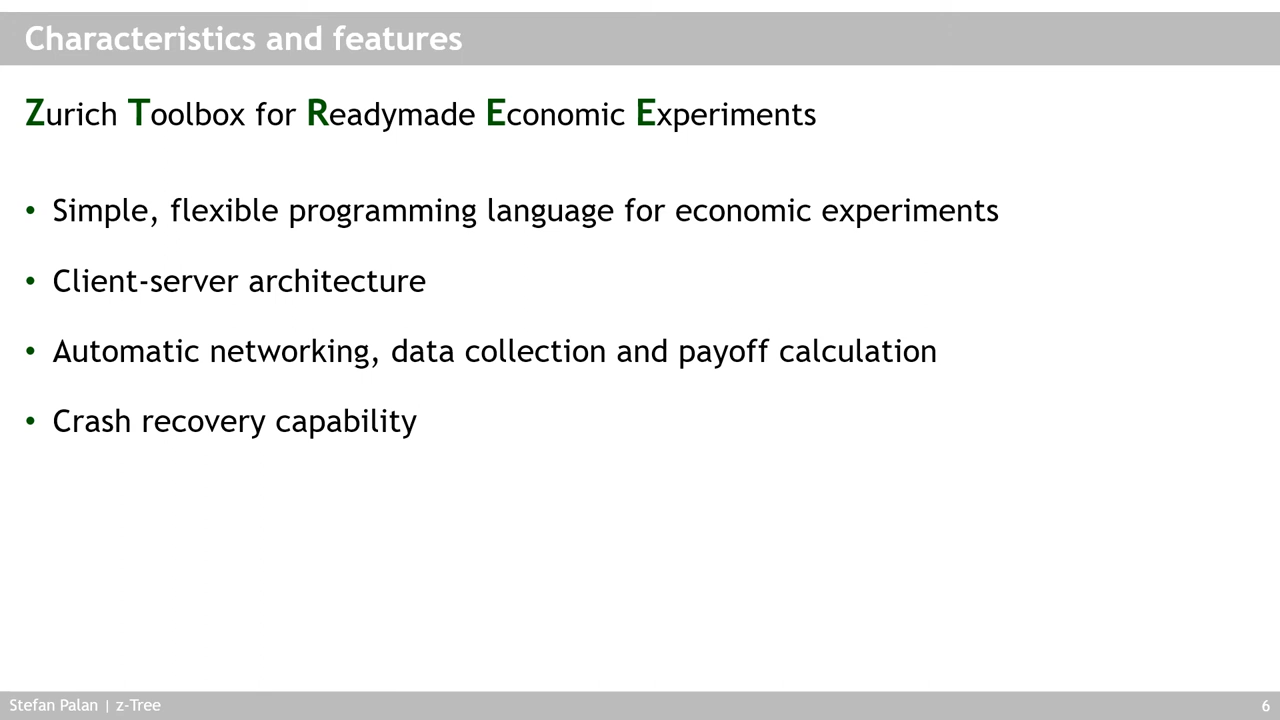 Characteristics and features
Zurich Toolbox for Readymade Economic Experiments
• Simple, flexible programming language for economic experiments
• Client-server architecture
• Automatic networking, data collection and payoff calculation
• Crash recovery capability
Stefan Palan | z-Tree
6